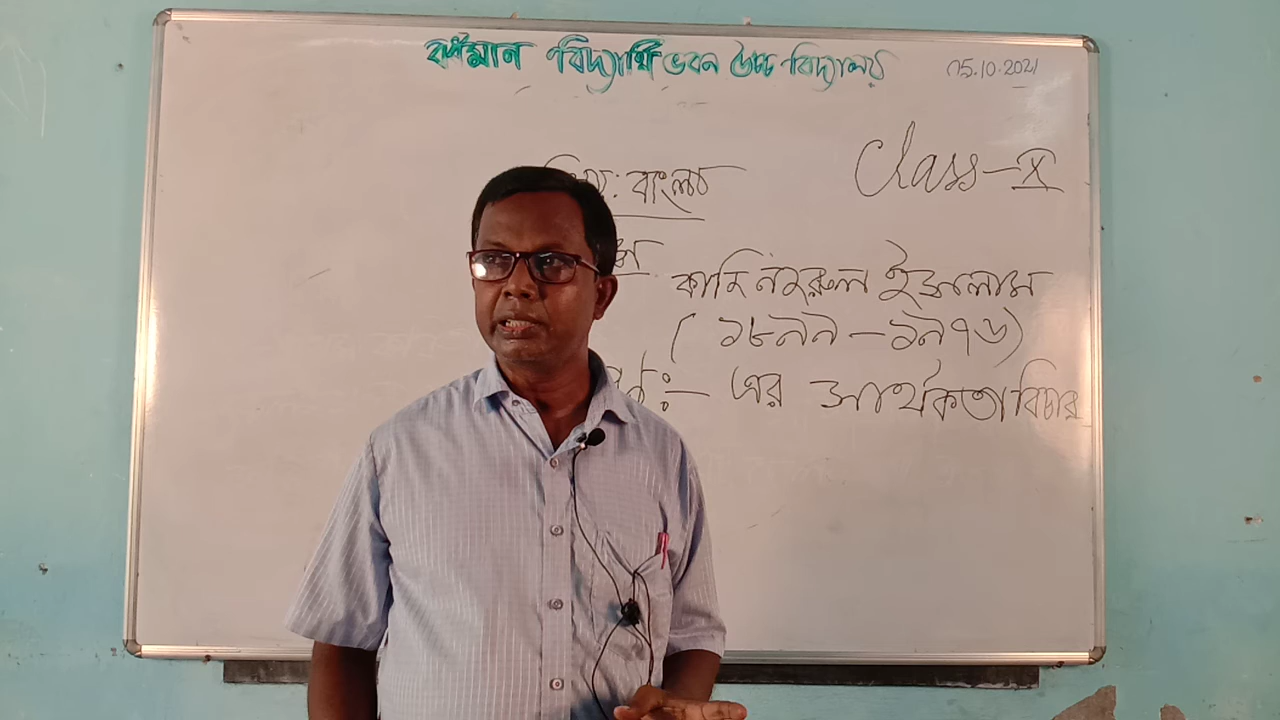 বর্ধমান বিদ্যার্থি ভবন উচ্চ বিদ্যালয় 05.10.2021
Class-X
বাংলা
কাজি নজরুল ইসলাম
(১৮৯৯ – ১৯৭৬)
:- এর সার্থকতা বিচার